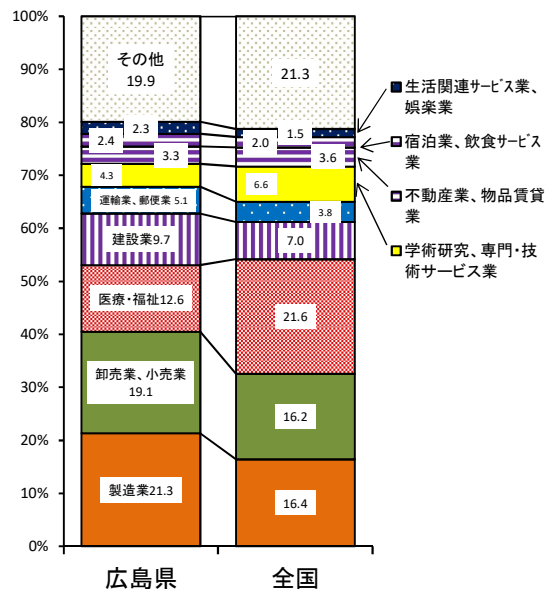 100%
90%
80%
70%
60%
50%
40%
30%
20%
10%
0%
その他
19.9
2.3
2.4
3.3
4.3
運輸業、郵便業 5.1
建設業9.7
医療・福祉12.6
卸売業、小売業
19.1
製造業21.3
21.3
1.5
2.0
3.6
6.6
3.8
7.0
21.6
16.2
16.4
生活関連サービス業、
娯楽業
宿泊業、飲食サービス
業
不動産業、物品賃貸
業
学術研究、専門・技
術サービス業
広島県
全国